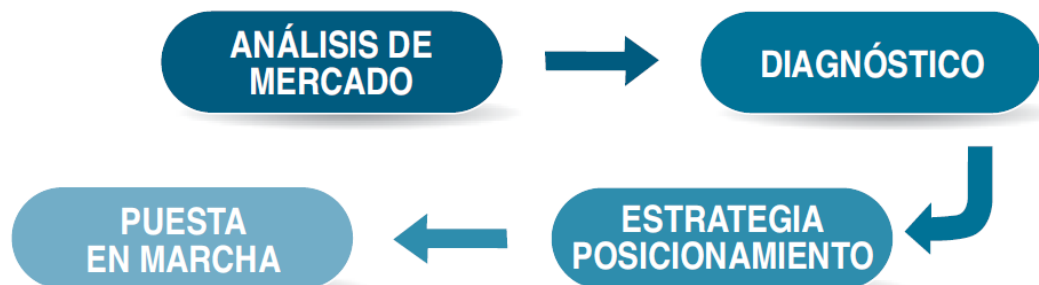 ANÁLISIS DE
MERCADO
DIAGNÓSTICO
ESTRATEGIA
POSICIONAMIENTO
PUESTA
EN MARCHA